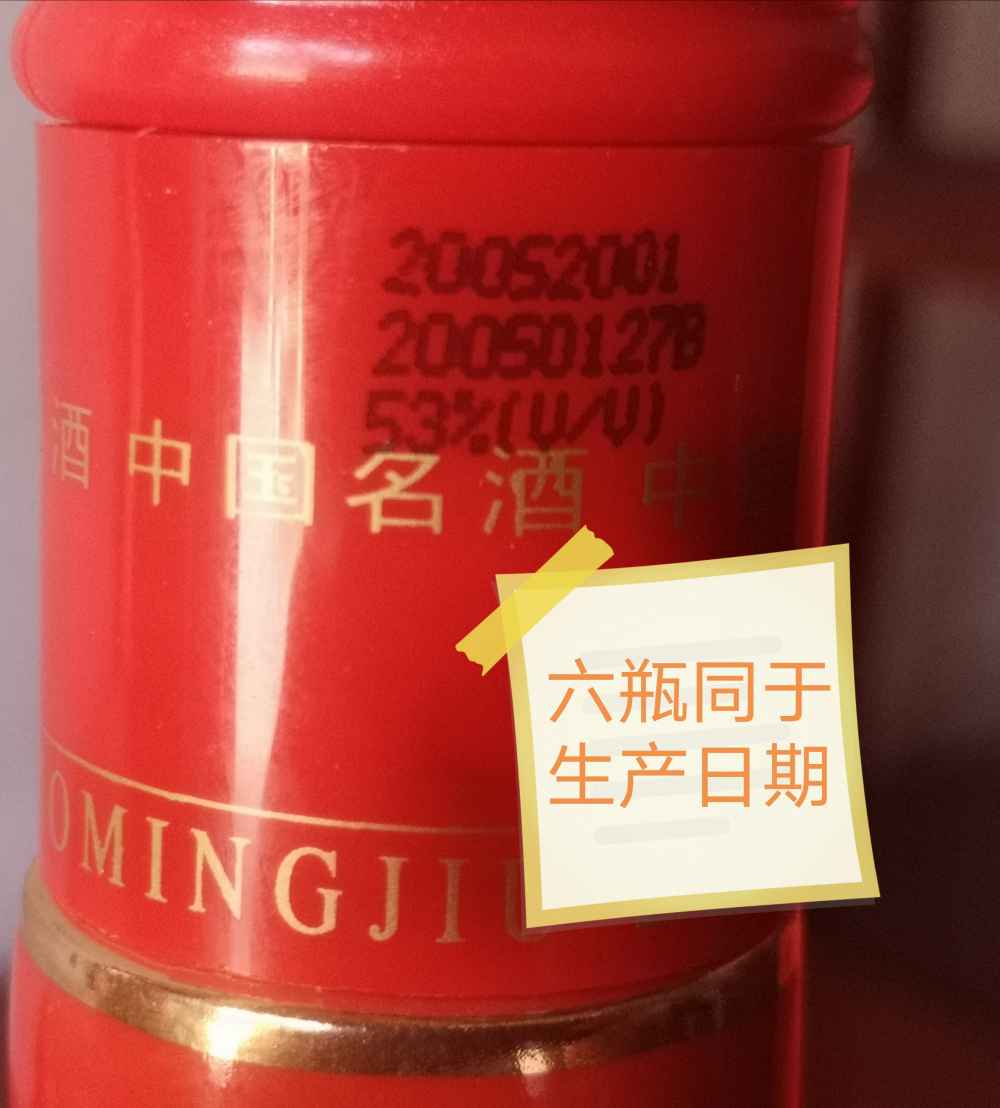 20052001
20050127B
53%(V/V)
酒 中国名酒 中
六瓶同于
生产日期
OMINGJIU